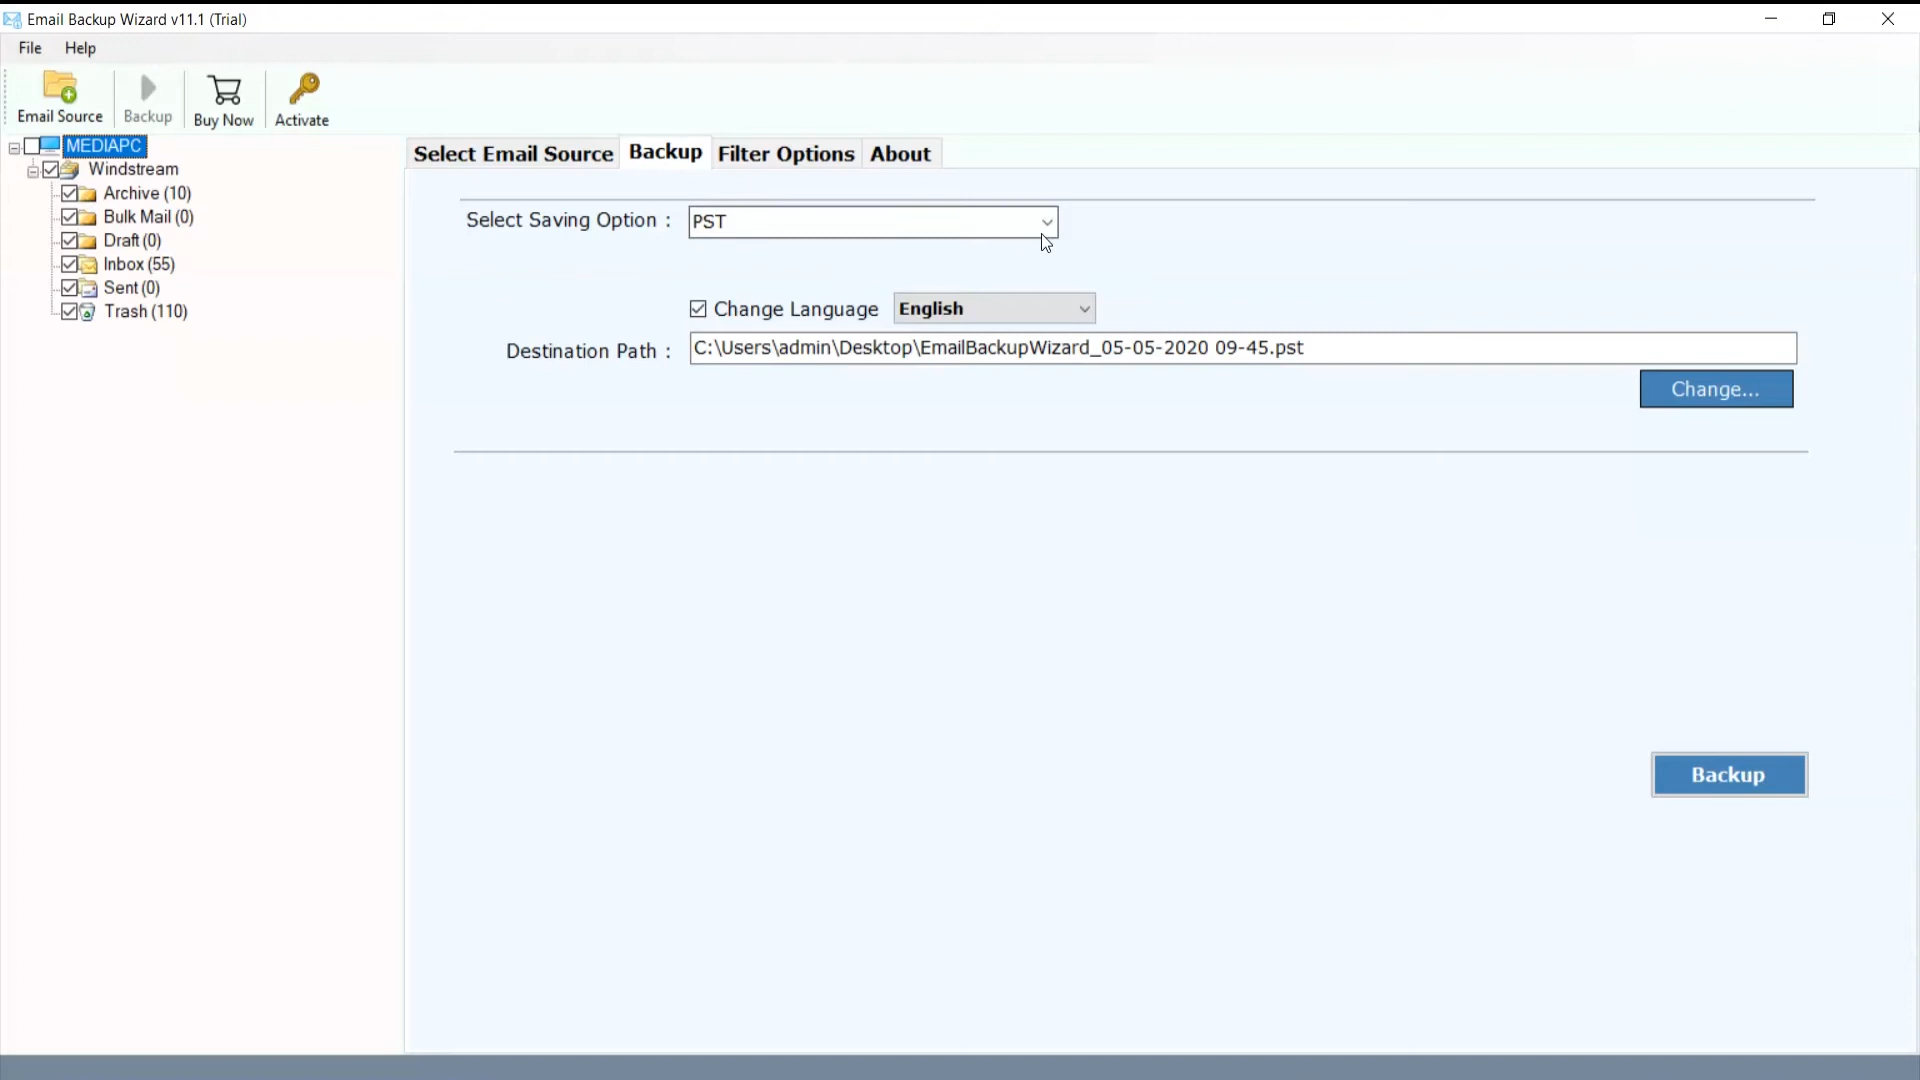 Email Backup Wizard v11.1 (Trial)
File Help
Email Source Backup Buy Now Activate
MEDIAPC
Windstream
Archive (10)
Bulk Mail (0)
Draft (0)
Inbox (55)
Sent (0)
Trash (110)
Select Email Source Backup Filter Options About
Select Saving Option : PST
Change Language English
Destination Path : C:\Users\admin\Desktop\EmailBackupWizard_05-05-2020 09-45.pst
Change...
Backup